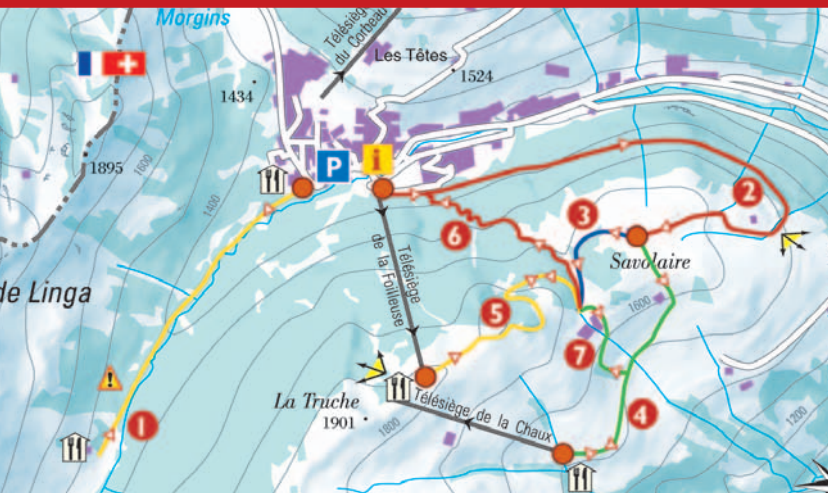 Morgins
Télésiège
du Corbeau
Les Têtes
1524
1434
P
i
1895
1600
1400
2
3
6
Savolaire
Télésiège
de la Foilleuse
de Linga
1600
5
7
La Truche
1901
1800
Télésiège de la Chaux
4
1200
1